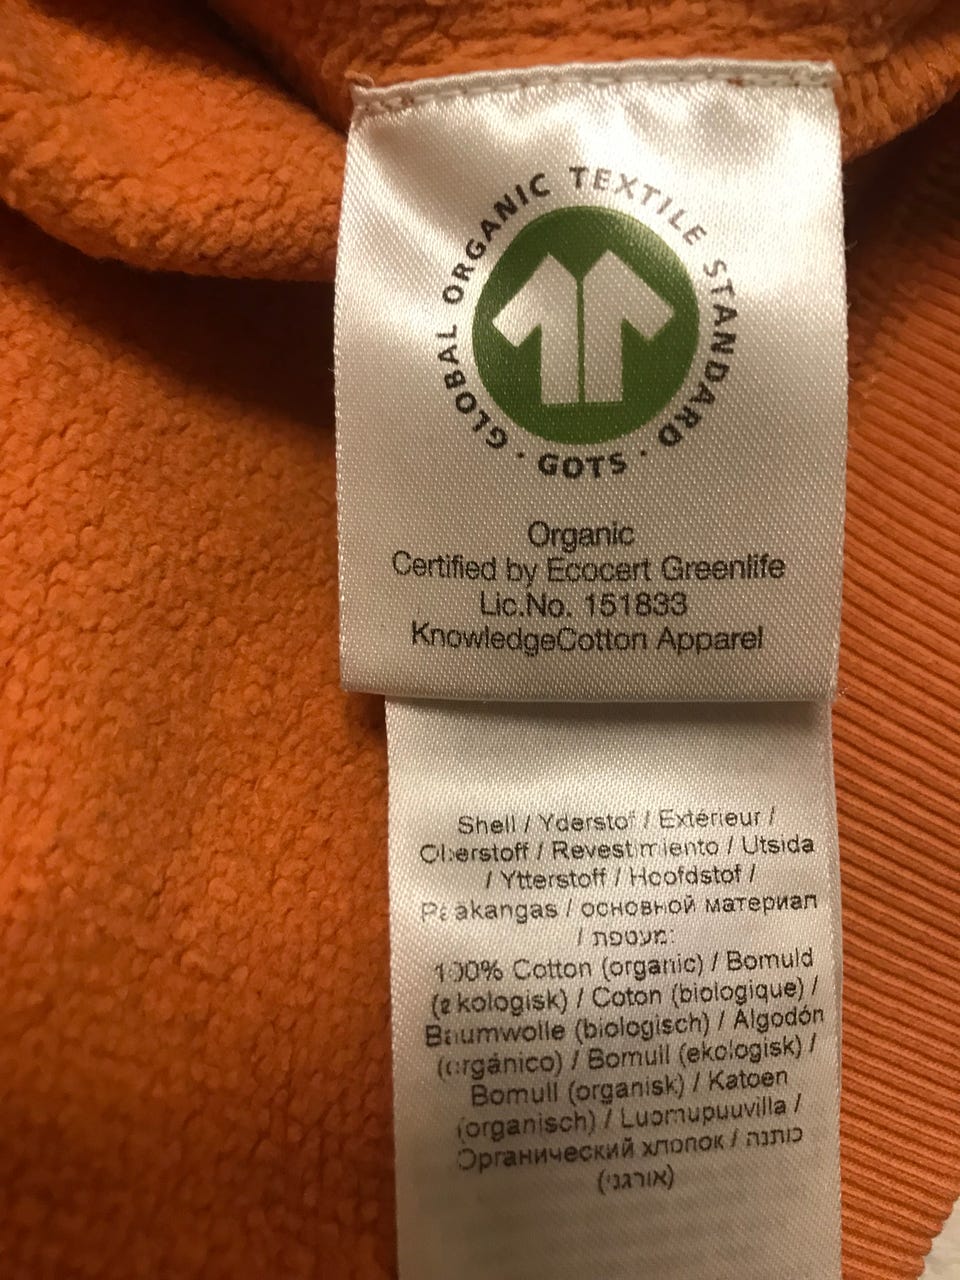 GLOBAL ORGANIC TEXTILE STANDARD
· GOTS ·
Organic
Certified by Ecocert Greenlife
Lic.No. 151833
KnowledgeCotton Apparel
Shell / Yderstof / Extérieur /
Oberstoff / Revestimiento / Utsida
/ Ytterstoff / Hoofdstof /
Päakangas / основной материал
/ מעטפת:
100% Cotton (organic) / Bomuld
(økologisk) / Coton (biologique) /
Baumwolle (biologisch) / Algodón
(orgánico) / Bomull (ekologisk) /
Bomull (organisk) / Katoen
(organisch) / Luomupuuvilla /
Органический хлопок / כותנה
(אורגני)